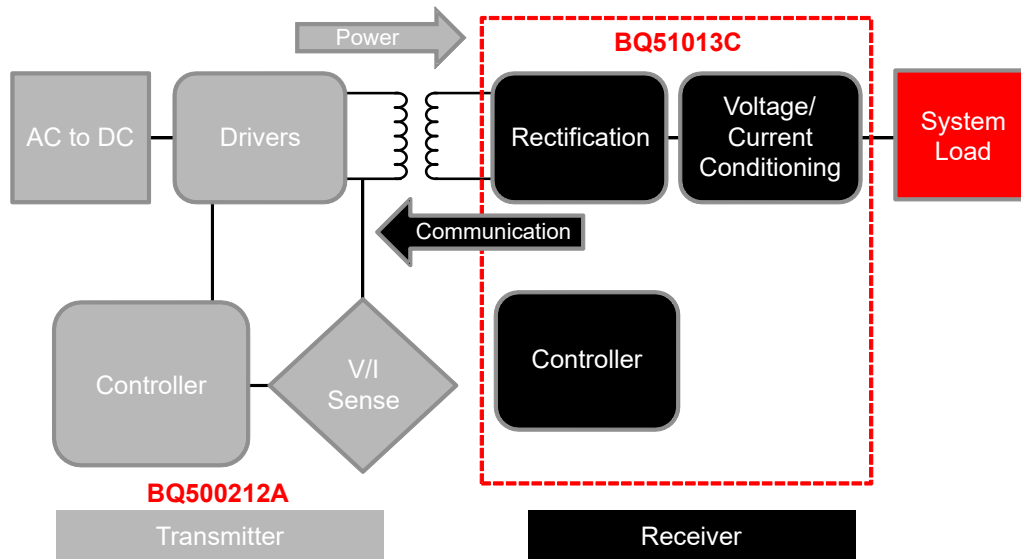 Power
BQ51013C
AC to DC
Drivers
Rectification
Voltage/
Current
Conditioning
System
Load
Communication
Controller
V/I
Sense
Controller
BQ500212A
Transmitter
Receiver